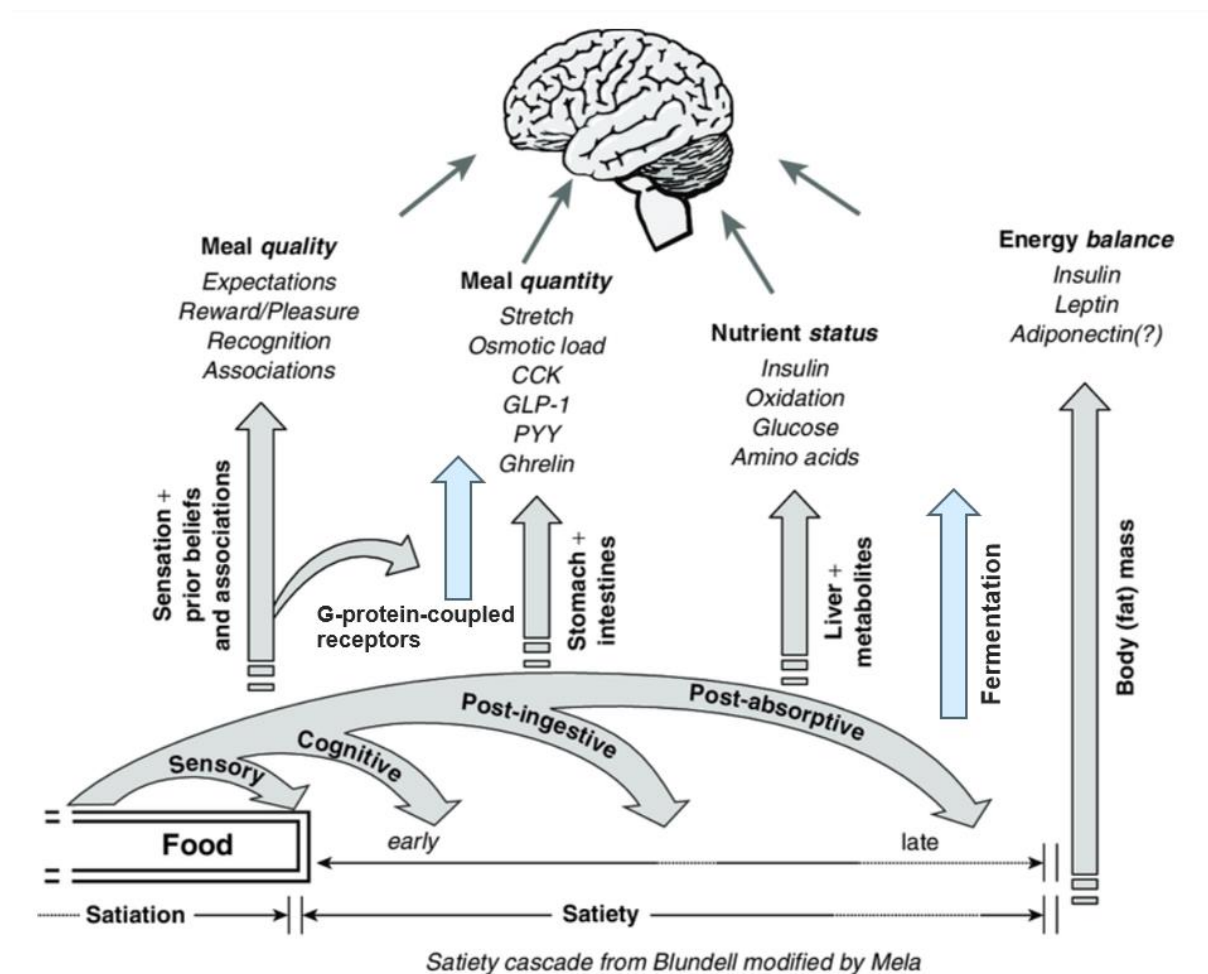 Meal quality
Expectations
Reward/Pleasure
Recognition
Associations
Meal quantity
Stretch
Osmotic load
CCK
GLP-1
PYY
Ghrelin
Nutrient status
Insulin
Oxidation
Glucose
Amino acids
Energy balance
Insulin
Leptin
Adiponectin(?)
Sensation +
prior beliefs
and associations
G-protein-coupled
receptors
Stomach +
intestines
Liver +
metabolites
Fermentation
Body (fat) mass
Sensory
Cognitive
Post-ingestive
Post-absorptive
Food
early
late
Satiation
Satiety
Satiety cascade from Blundell modified by Mela